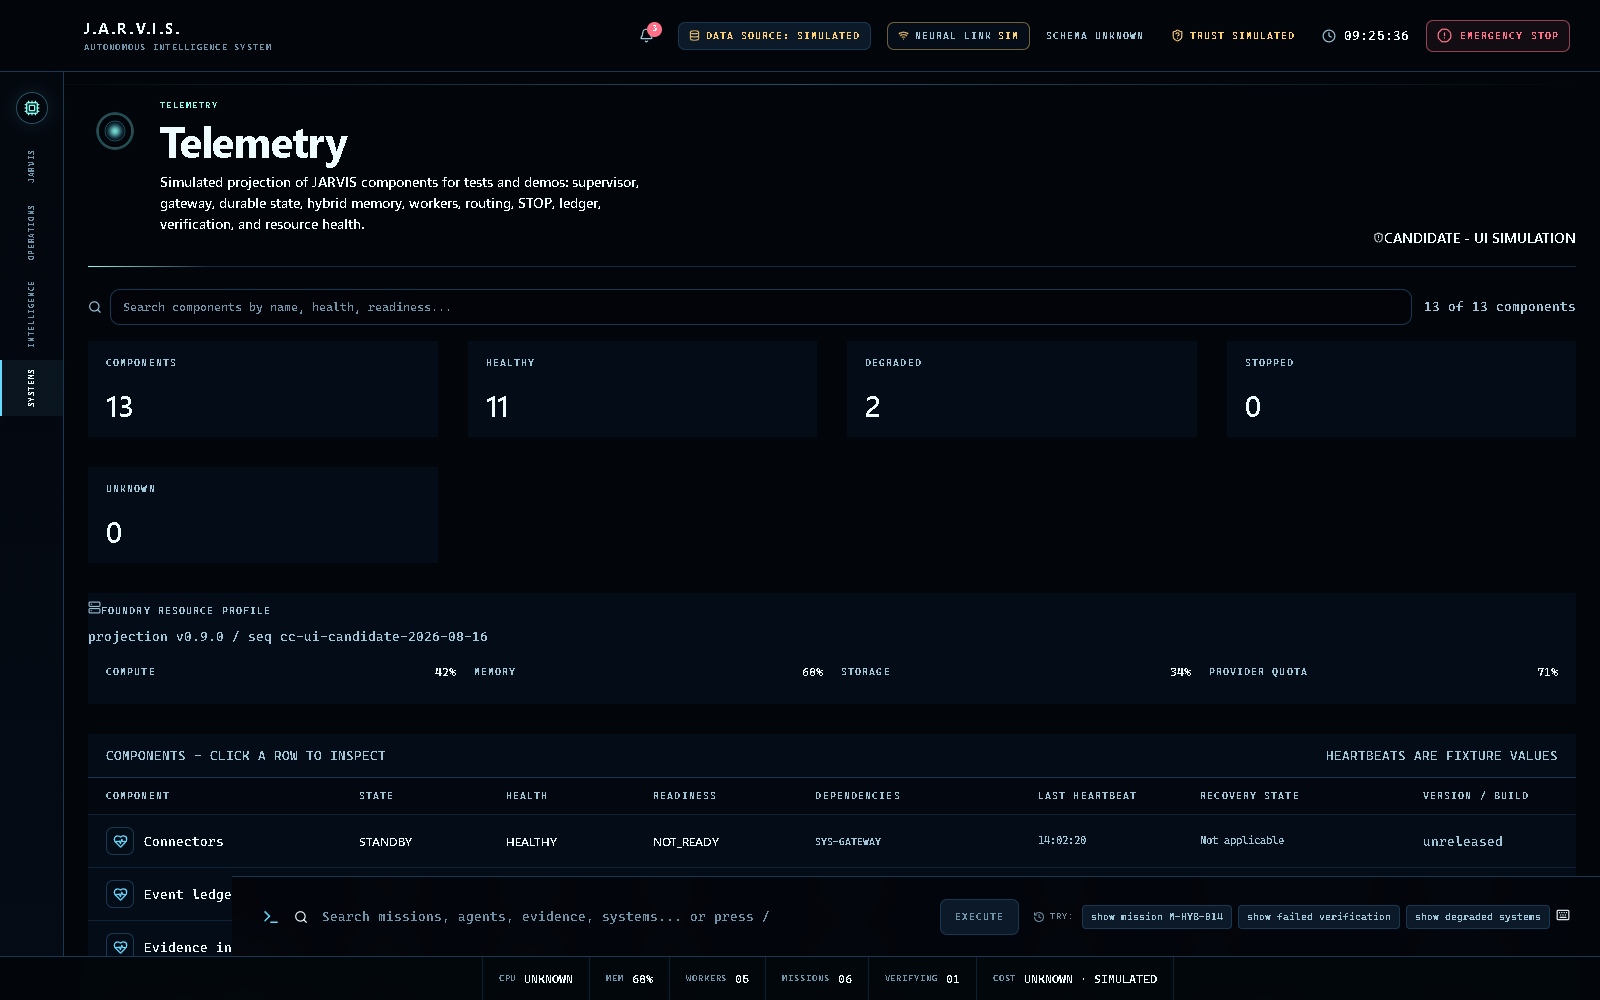 J.A.R.V.I.S.
AUTONOMOUS INTELLIGENCE SYSTEM
3
DATA SOURCE: SIMULATED
NEURAL LINK SIM
SCHEMA UNKNOWN
TRUST SIMULATED
09:25:36
EMERGENCY STOP
JARVIS
OPERATIONS
INTELLIGENCE
SYSTEMS
TELEMETRY
Telemetry
Simulated projection of JARVIS components for tests and demos: supervisor,
gateway, durable state, hybrid memory, workers, routing, STOP, ledger,
verification, and resource health.
CANDIDATE - UI SIMULATION
Search components by name, health, readiness...
13 of 13 components
COMPONENTS
13
HEALTHY
11
DEGRADED
2
STOPPED
0
UNKNOWN
0
FOUNDRY RESOURCE PROFILE
projection v0.9.0 / seq cc-ui-candidate-2026-08-16
COMPUTE 42% MEMORY 68% STORAGE 34% PROVIDER QUOTA 71%
COMPONENTS - CLICK A ROW TO INSPECT
HEARTBEATS ARE FIXTURE VALUES
COMPONENT STATE HEALTH READINESS DEPENDENCIES LAST HEARTBEAT RECOVERY STATE VERSION / BUILD
Connectors STANDBY HEALTHY NOT_READY SYS-GATEWAY 14:02:20 Not applicable unreleased
Event ledge
Evidence in
Search missions, agents, evidence, systems... or press /
EXECUTE
TRY:
show mission M-HYB-014
show failed verification
show degraded systems
CPU UNKNOWN MEM 68% WORKERS 05 MISSIONS 06 VERIFYING 01 COST UNKNOWN · SIMULATED